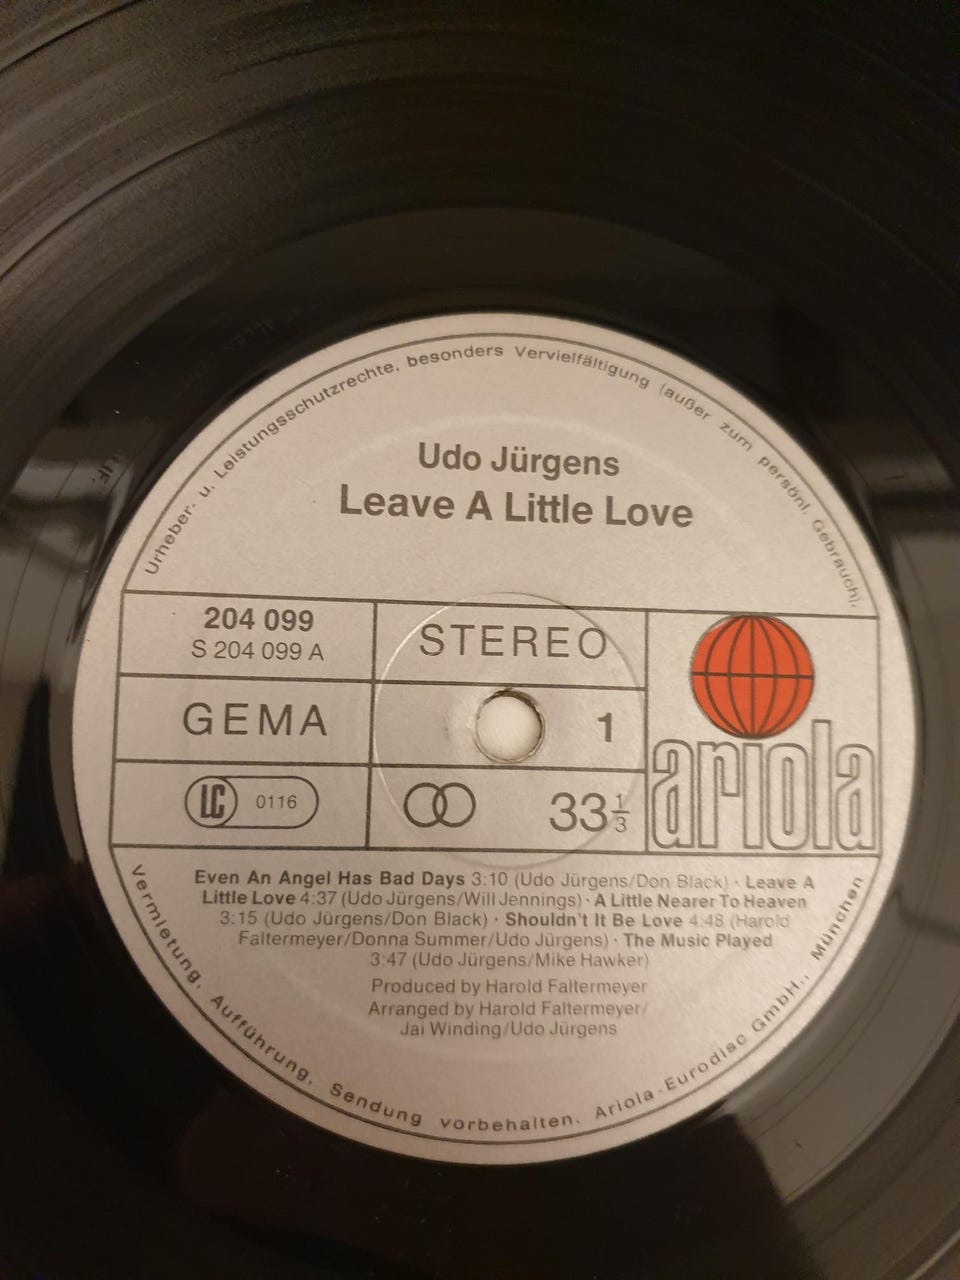 Urheber- u. Leistungsschutzrechte, besonders Vervielfältigung (außer zum persönl. Gebrauch),
Udo Jürgens
Leave A Little Love
204 099
S 204 099 A
STEREO
GEMA
1
LC 0116
33 1/3
ariola
Even An Angel Has Bad Days 3:10 (Udo Jürgens/Don Black) · Leave A
Little Love 4:37 (Udo Jürgens/Will Jennings) · A Little Nearer To Heaven
3:15 (Udo Jürgens/Don Black) · Shouldn't It Be Love 4:48 (Harold
Faltermeyer/Donna Summer/Udo Jürgens) · The Music Played
3:47 (Udo Jürgens/Mike Hawker)
Produced by Harold Faltermeyer
Arranged by Harold Faltermeyer/
Jai Winding/Udo Jürgens
Vermietung, Aufführung, Sendung vorbehalten. Ariola-Eurodisc GmbH., München